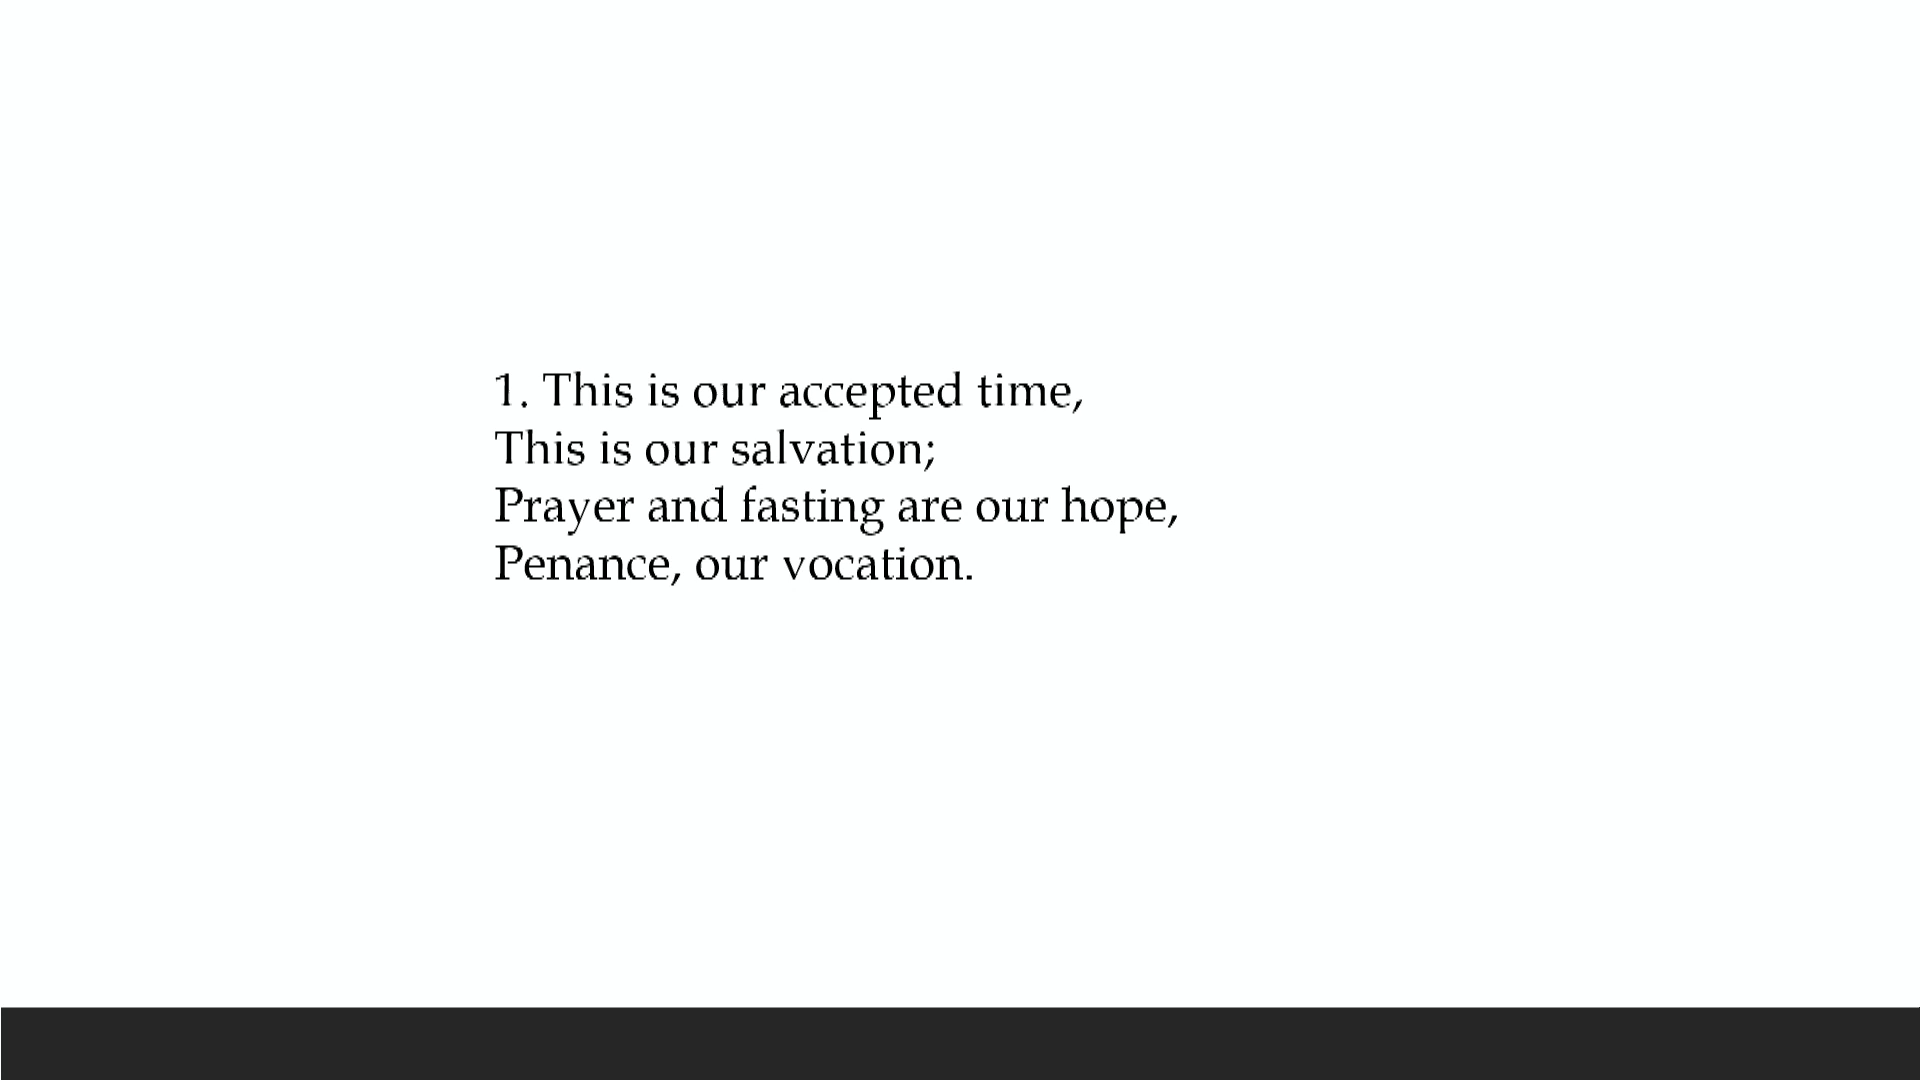 1. This is our accepted time,
This is our salvation;
Prayer and fasting are our hope,
Penance, our vocation.